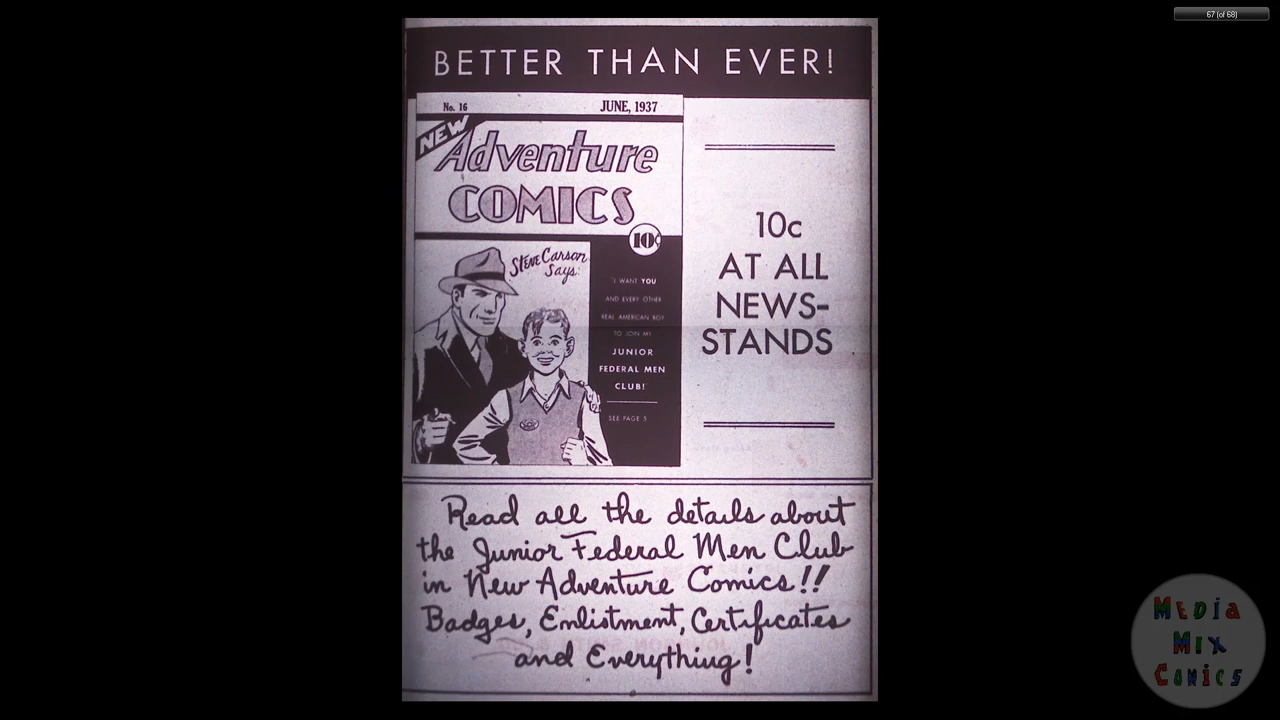 67 (of 68)
BETTER THAN EVER!
No. 16 JUNE, 1937
NEW
Adventure
COMICS
10¢
Steve Carson
Says:
"I WANT YOU
AND EVERY OTHER
REAL AMERICAN BOY
TO JOIN MY
JUNIOR
FEDERAL MEN
CLUB!"
SEE PAGE 5
10c
AT ALL
NEWS-
STANDS
Read all the details about
the Junior Federal Men Club
in New Adventure Comics!!
Badges, Enlistment, Certificates
and Everything!
MEDiA
MiX
COMiCS